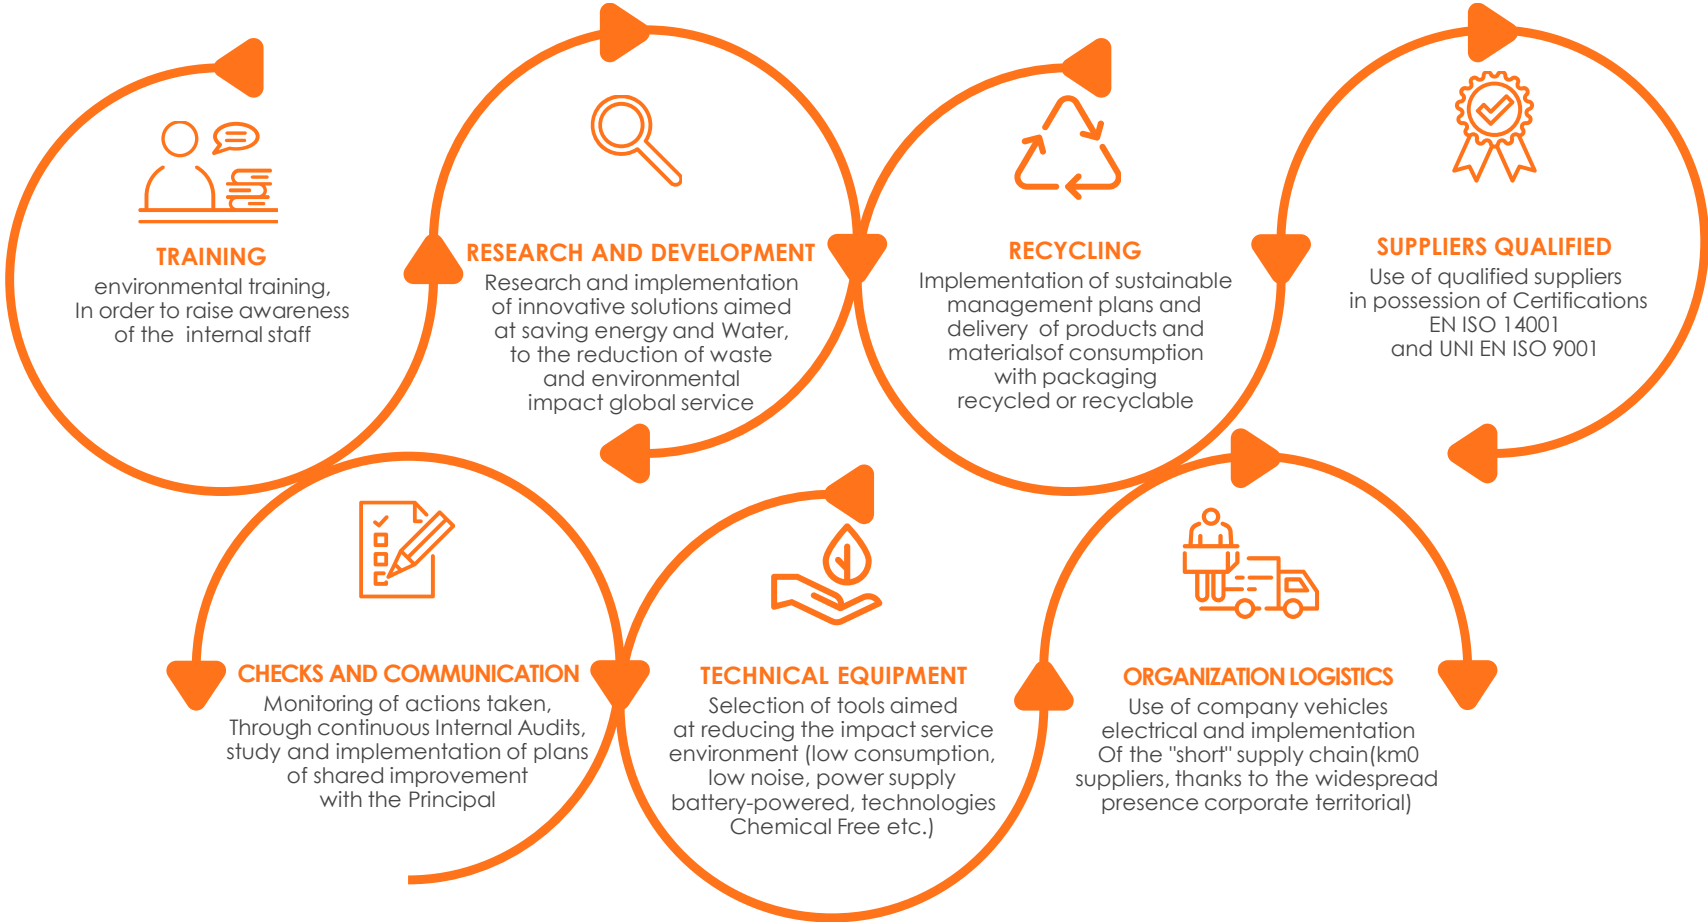 TRAINING
environmental training,
In order to raise awareness
of the internal staff
RESEARCH AND DEVELOPMENT
Research and implementation
of innovative solutions aimed
at saving energy and Water,
to the reduction of waste
and environmental
impact global service
RECYCLING
Implementation of sustainable
management plans and
delivery of products and
materialsof consumption
with packaging
recycled or recyclable
SUPPLIERS QUALIFIED
Use of qualified suppliers
in possession of Certifications
EN ISO 14001
and UNI EN ISO 9001
CHECKS AND COMMUNICATION
Monitoring of actions taken,
Through continuous Internal Audits,
study and implementation of plans
of shared improvement
with the Principal
TECHNICAL EQUIPMENT
Selection of tools aimed
at reducing the impact service
environment (low consumption,
low noise, power supply
battery-powered, technologies
Chemical Free etc.)
ORGANIZATION LOGISTICS
Use of company vehicles
electrical and implementation
Of the "short" supply chain(km0
suppliers, thanks to the widespread
presence corporate territorial)